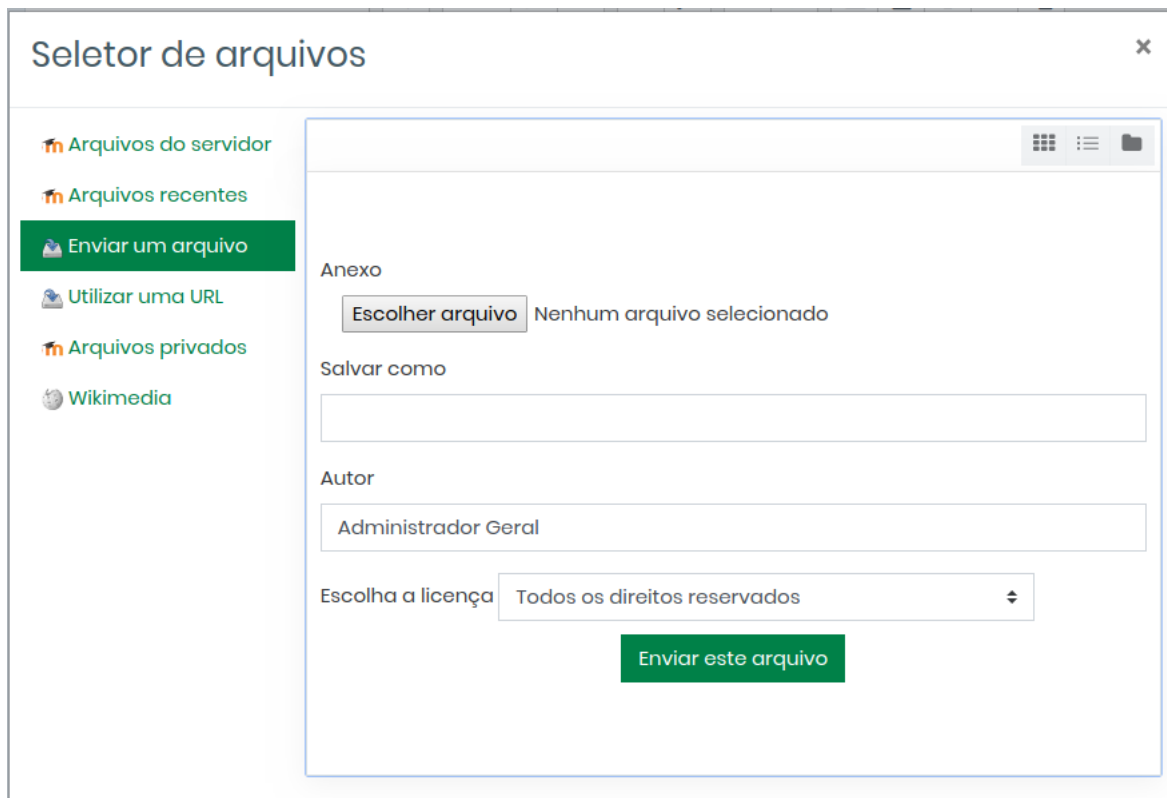 Seletor de arquivos
×
Arquivos do servidor
Arquivos recentes
Enviar um arquivo
Utilizar uma URL
Arquivos privados
Wikimedia
Anexo
Escolher arquivo Nenhum arquivo selecionado
Salvar como
Autor
Administrador Geral
Escolha a licença Todos os direitos reservados
Enviar este arquivo